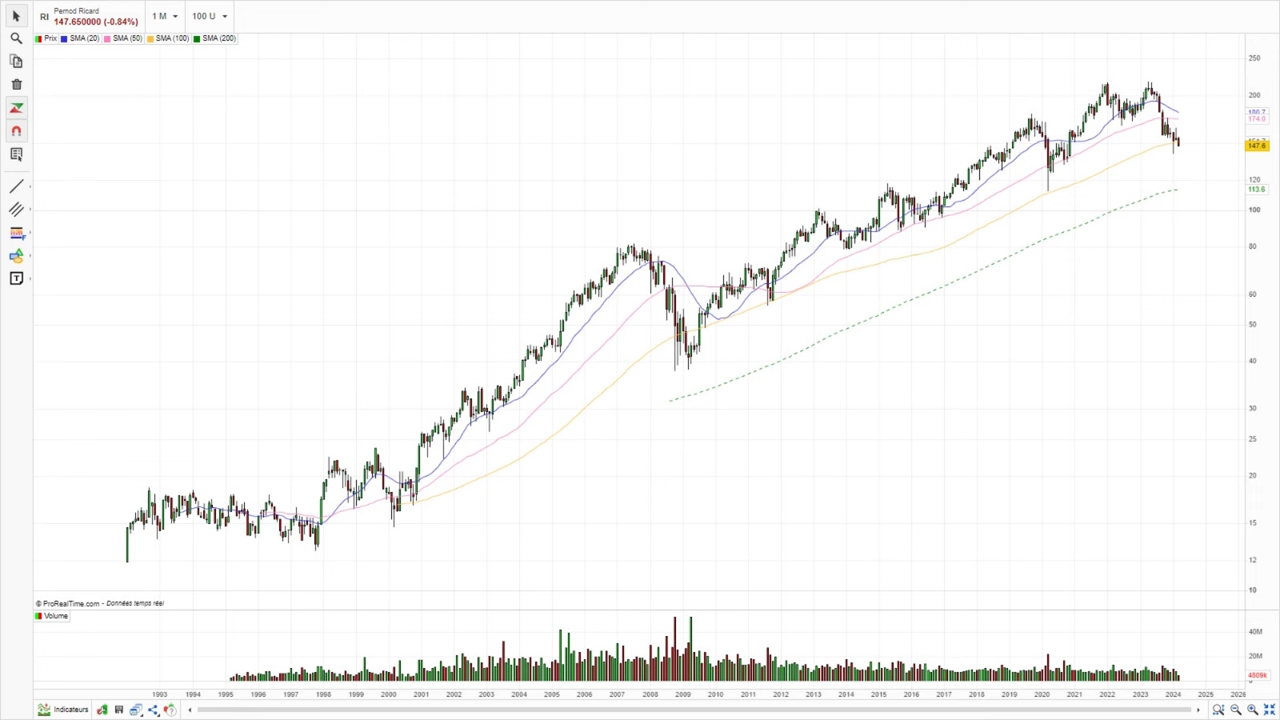 RI
Pernod Ricard
147.650000 (-0.84%)
1 M
100 U
Prix
SMA (20)
SMA (50)
SMA (100)
SMA (200)
250
200
174.0
147.6
120
113.6
100
80
60
50
40
30
25
20
15
12
10
© ProRealTime.com - Données temps réel
Volume
40M
20M
4809k
1993 1994 1995 1996 1997 1998 1999 2000 2001 2002 2003 2004 2005 2006 2007 2008 2009 2010 2011 2012 2013 2014 2015 2016 2017 2018 2019 2020 2021 2022 2023 2024 2025 2026
Indicateurs